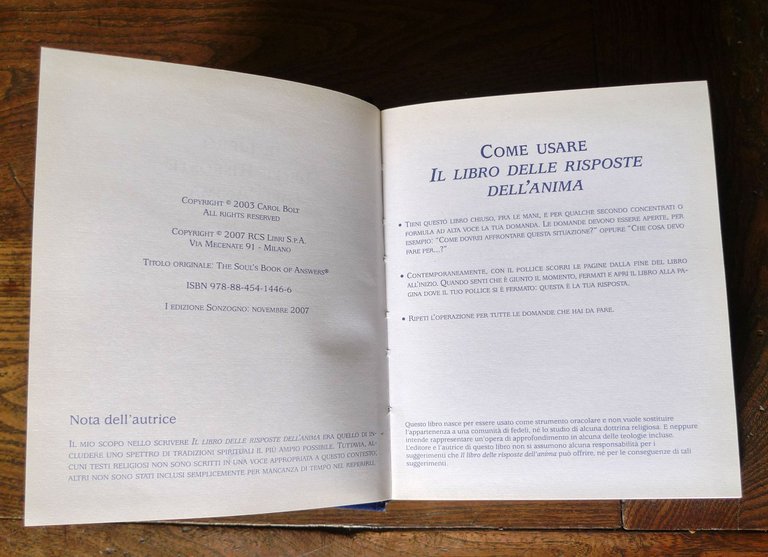 Copyright © 2003 Carol Bolt
All rights reserved
Copyright © 2007 RCS Libri S.p.A.
Via Mecenate 91 - Milano
Titolo originale: The Soul's Book of Answers®
ISBN 978-88-454-1446-6
I edizione Sonzogno: novembre 2007
Nota dell'autrice
Il mio scopo nello scrivere Il libro delle risposte dell'anima era quello di in-
cludere uno spettro di tradizioni spirituali il più ampio possibile. Tuttavia, al-
cuni testi religiosi non sono scritti in una voce appropriata a questo contesto,
altri non sono stati inclusi semplicemente per mancanza di tempo nel reperirli.
Come usare
Il libro delle risposte
dell'anima
• Tieni questo libro chiuso, fra le mani, e per qualche secondo concentrati o
formula ad alta voce la tua domanda. Le domande devono essere aperte, per
esempio: "Come dovrei affrontare questa situazione?" oppure "Che cosa devo
fare per...?"
• Contemporaneamente, con il pollice scorri le pagine dalla fine del libro
all'inizio. Quando senti che è giunto il momento, fermati e apri il libro alla pa-
gina dove il tuo pollice si è fermato: questa è la tua risposta.
• Ripeti l'operazione per tutte le domande che hai da fare.
Questo libro nasce per essere usato come strumento oracolare e non vuole sostituire
l'appartenenza a una comunità di fedeli, né lo studio di alcuna dottrina religiosa. E neppure
intende rappresentare un'opera di approfondimento in alcuna delle teologie incluse.
L'editore e l'autrice di questo libro non si assumono alcuna responsabilità per i
suggerimenti che Il libro delle risposte dell'anima può offrire, né per le conseguenze di tali
suggerimenti.